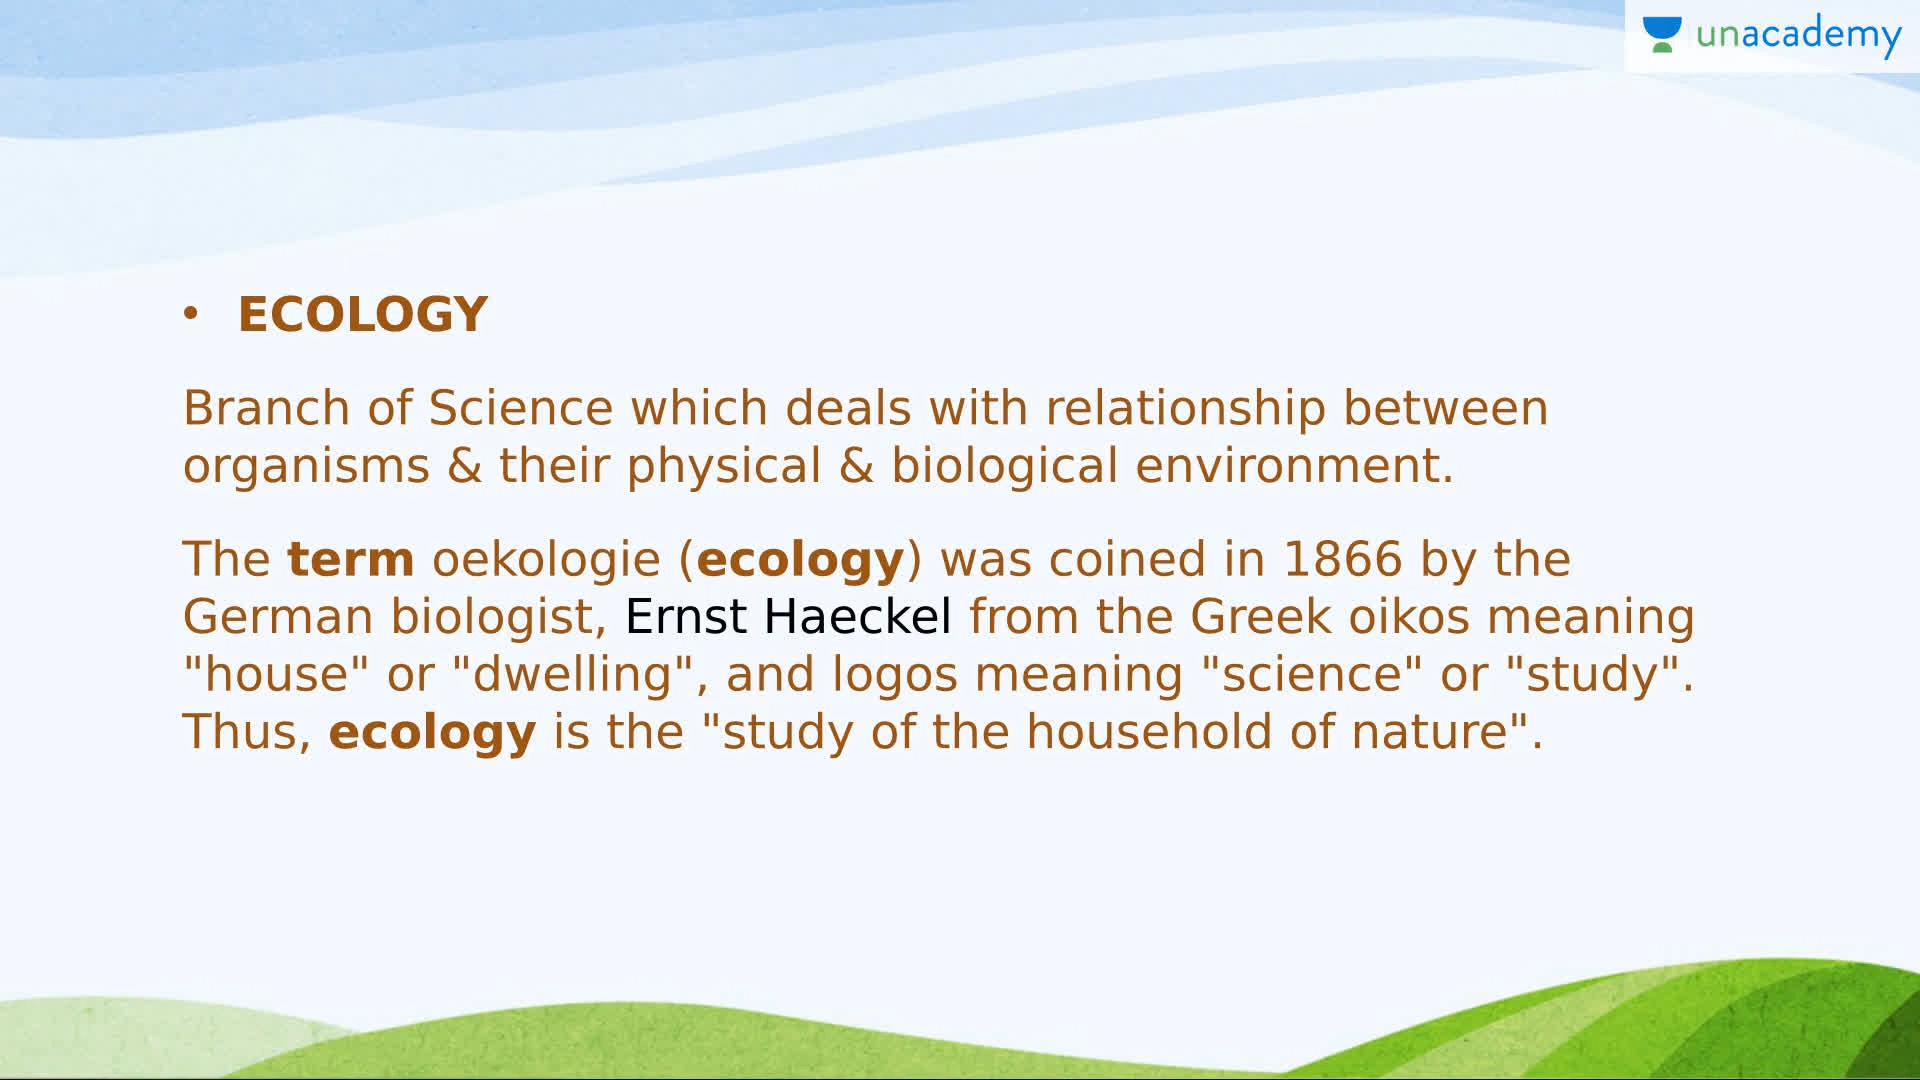 unacademy
• ECOLOGY
Branch of Science which deals with relationship between
organisms & their physical & biological environment.
The term oekologie (ecology) was coined in 1866 by the
German biologist, Ernst Haeckel from the Greek oikos meaning
"house" or "dwelling", and logos meaning "science" or "study".
Thus, ecology is the "study of the household of nature".